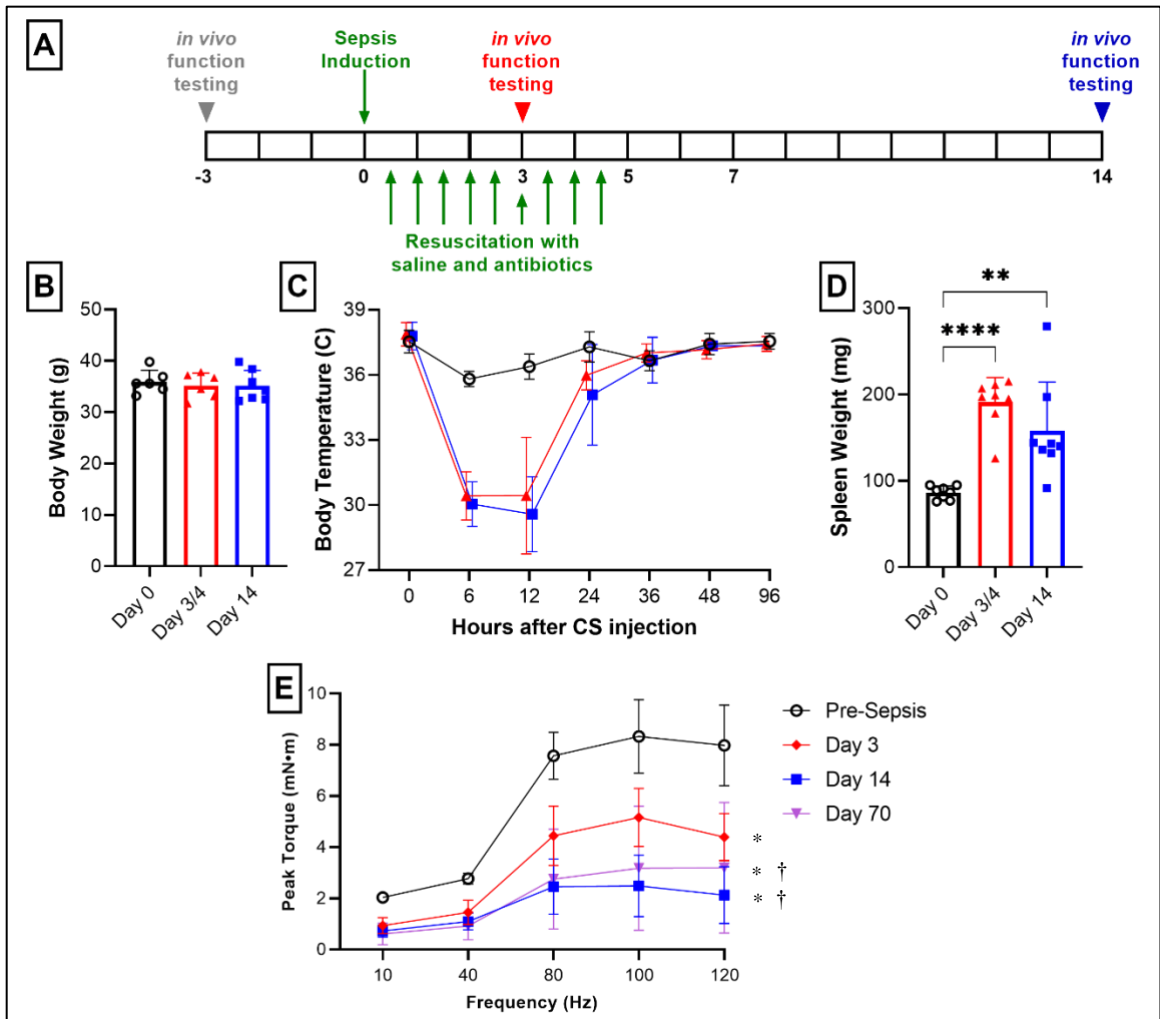 A
in vivo
function
testing
Sepsis
Induction
in vivo
function
testing
in vivo
function
testing
-3
0
3
5
7
14
Resuscitation with
saline and antibiotics
B
Body Weight (g)
50
40
30
20
10
0
Day 0
Day 3/4
Day 14
C
Body Temperature (C)
39
36
33
30
27
0
6
12
24
36
48
96
Hours after CS injection
D
Spleen Weight (mg)
300
200
100
0
**
****
Day 0
Day 3/4
Day 14
E
Peak Torque (mN•m)
10
8
6
4
2
0
10
40
80
100
120
Frequency (Hz)
Pre-Sepsis
Day 3
Day 14
Day 70
*
* †
* †